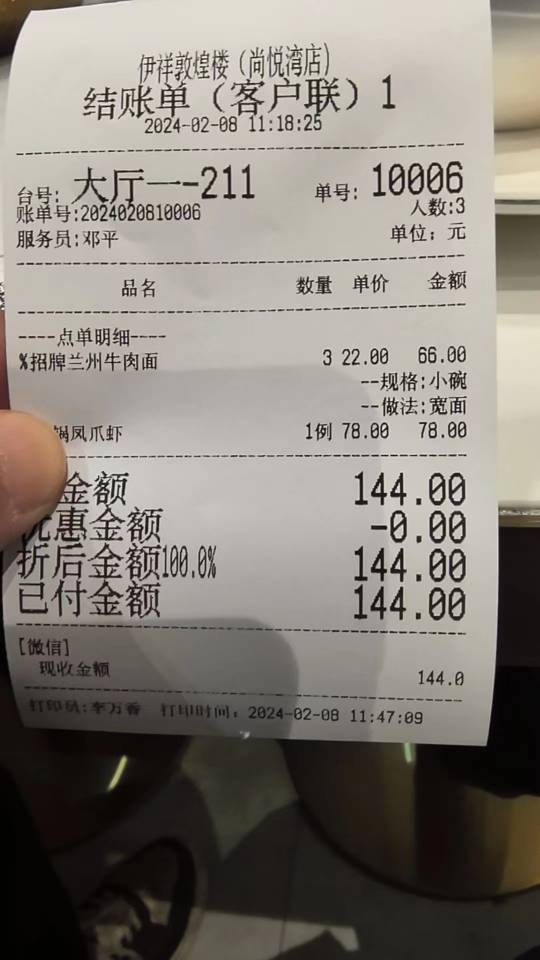 伊祥敦煌楼（尚悦湾店）
结账单（客户联）1
2024-02-08 11:18:25
台号: 大厅一-211 单号: 10006
账单号:2024020810006 人数:3
服务员:邓平 单位: 元
品名 数量 单价 金额
----点单明细----
%招牌兰州牛肉面 3 22.00 66.00
--规格:小碗
--做法:宽面
锅凤爪虾 1例 78.00 78.00
金额 144.00
优惠金额 -0.00
折后金额100.0% 144.00
已付金额 144.00
[微信]
现收金额 144.0
打印员:李万香 打印时间: 2024-02-08 11:47:09